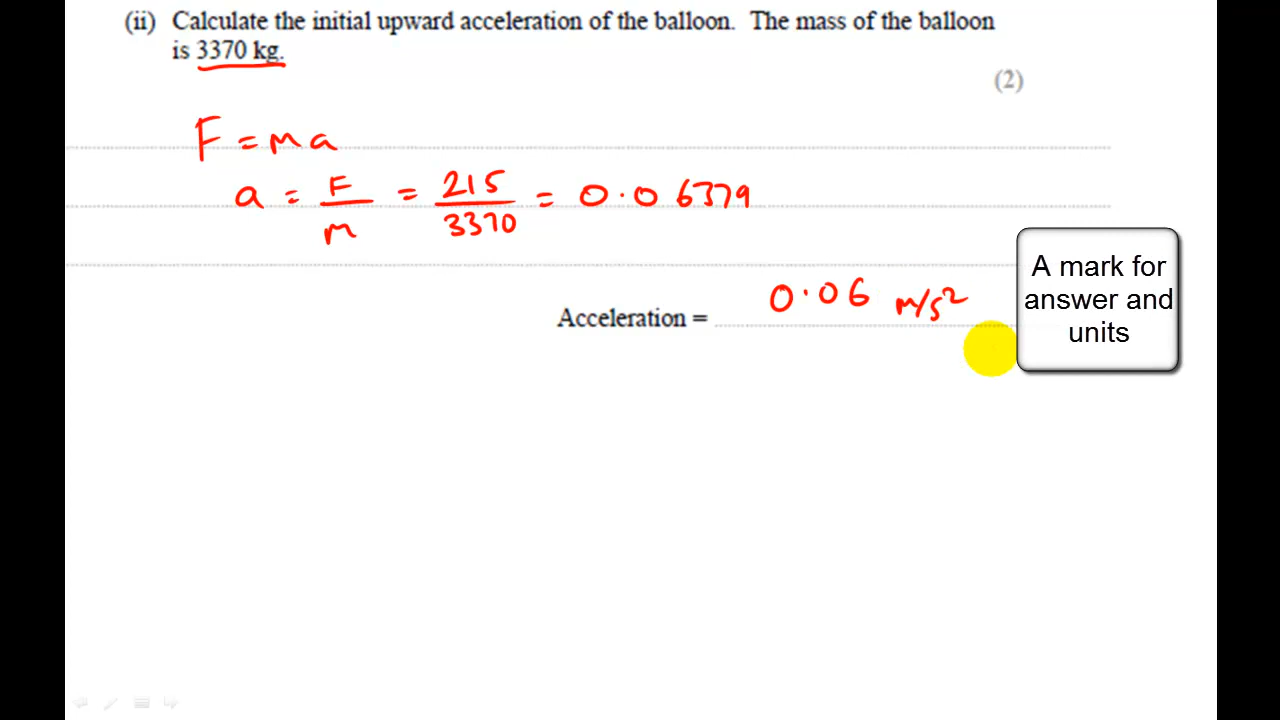 (ii) Calculate the initial upward acceleration of the balloon. The mass of the balloon
is 3370 kg.
(2)
F = ma
a = F/m = 215/3370 = 0.06379
A mark for
answer and
units
Acceleration = 0.06 m/s²